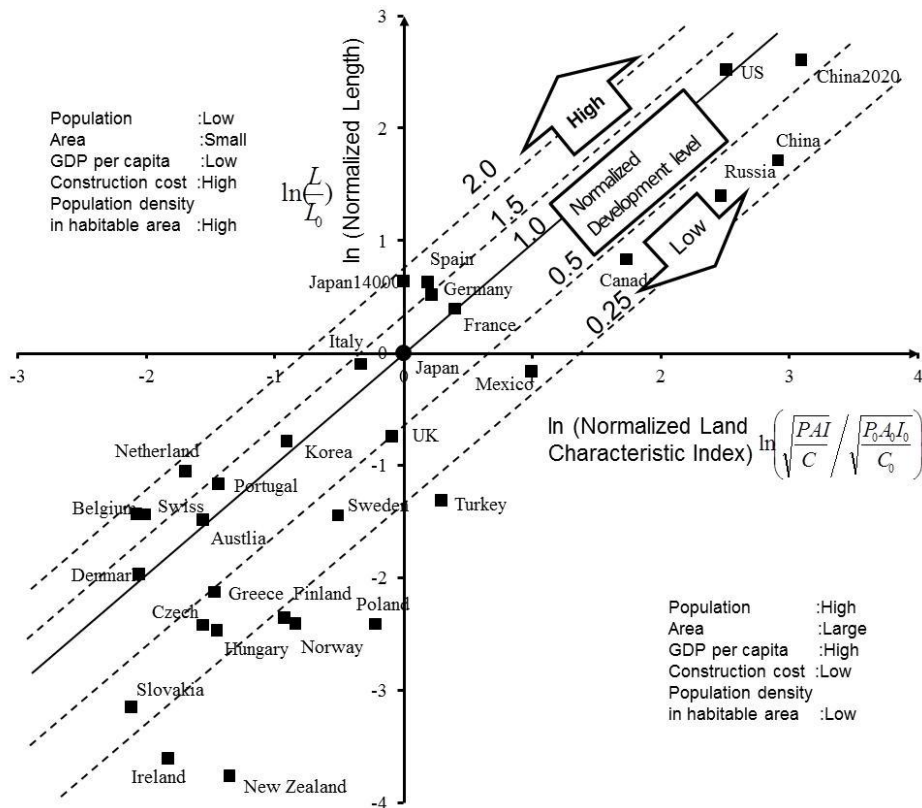 3
ln (Normalized Length)
ln(L/L0)
Population :Low
Area :Small
GDP per capita :Low
Construction cost :High
Population density
in habitable area :High
High
US
China2020
2
China
2.0
Normalized
Development level
Russia
1.5
1.0
Low
1
Spain
0.5
Canad
Japan14000
Germany
0.25
France
Italy
-3
-2
-1
0
0
Japan
Mexico
1
2
3
4
UK
ln (Normalized Land
Characteristic Index) ln(√PAI/C / √P0A0I0/C0)
Korea
Netherland
-1
Portugal
Belgium
Swiss
Sweden
Turkey
Austlia
Denmar
-2
Greece
Finland
Czech
Poland
Hungary
Norway
Population :High
Area :Large
GDP per capita :High
Construction cost :Low
Population density
in habitable area :Low
Slovakia
-3
Ireland
New Zealand
-4